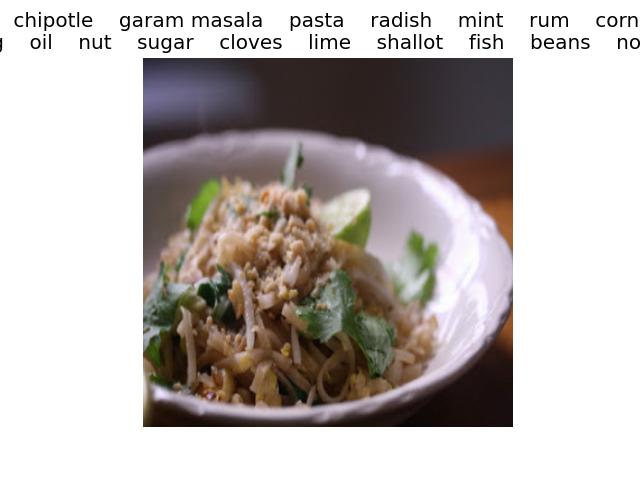 chipotle garam masala pasta radish mint rum corn
oil nut sugar cloves lime shallot fish beans